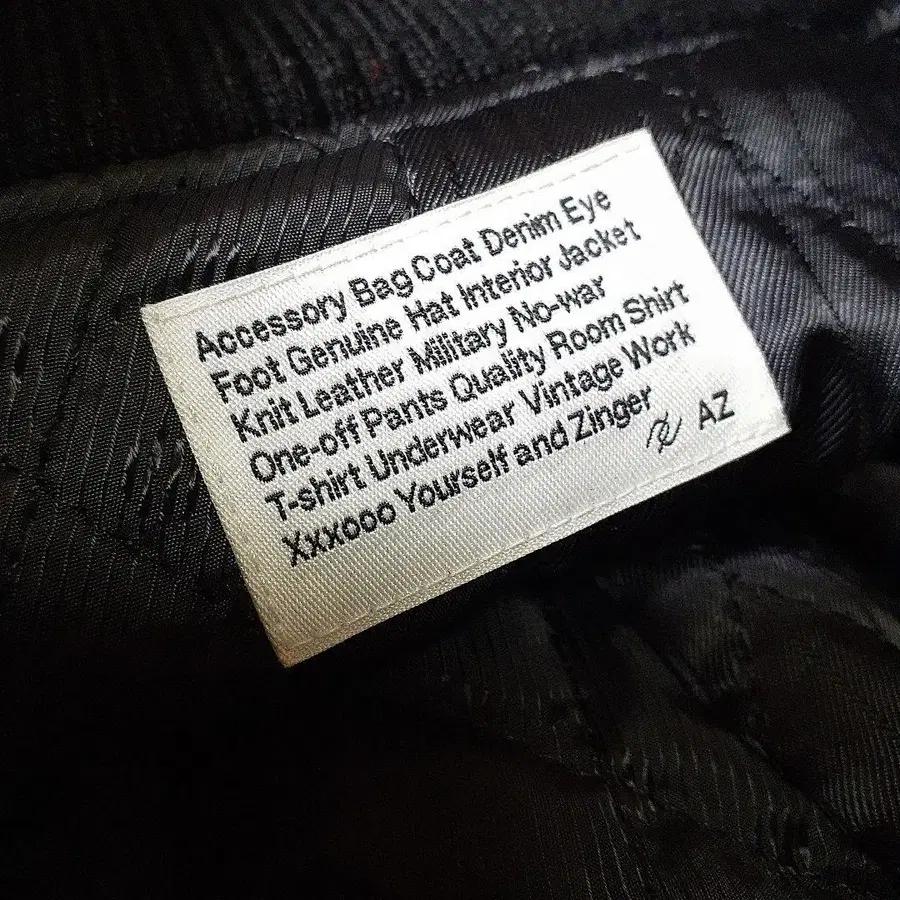 Accessory Bag Coat Denim Eye
Foot Genuine Hat Interior Jacket
Knit Leather Military No-war
One-off Pants Quality Room Shirt
T-shirt Underwear Vintage Work
Xxxooo Yourself and Zinger
AZ